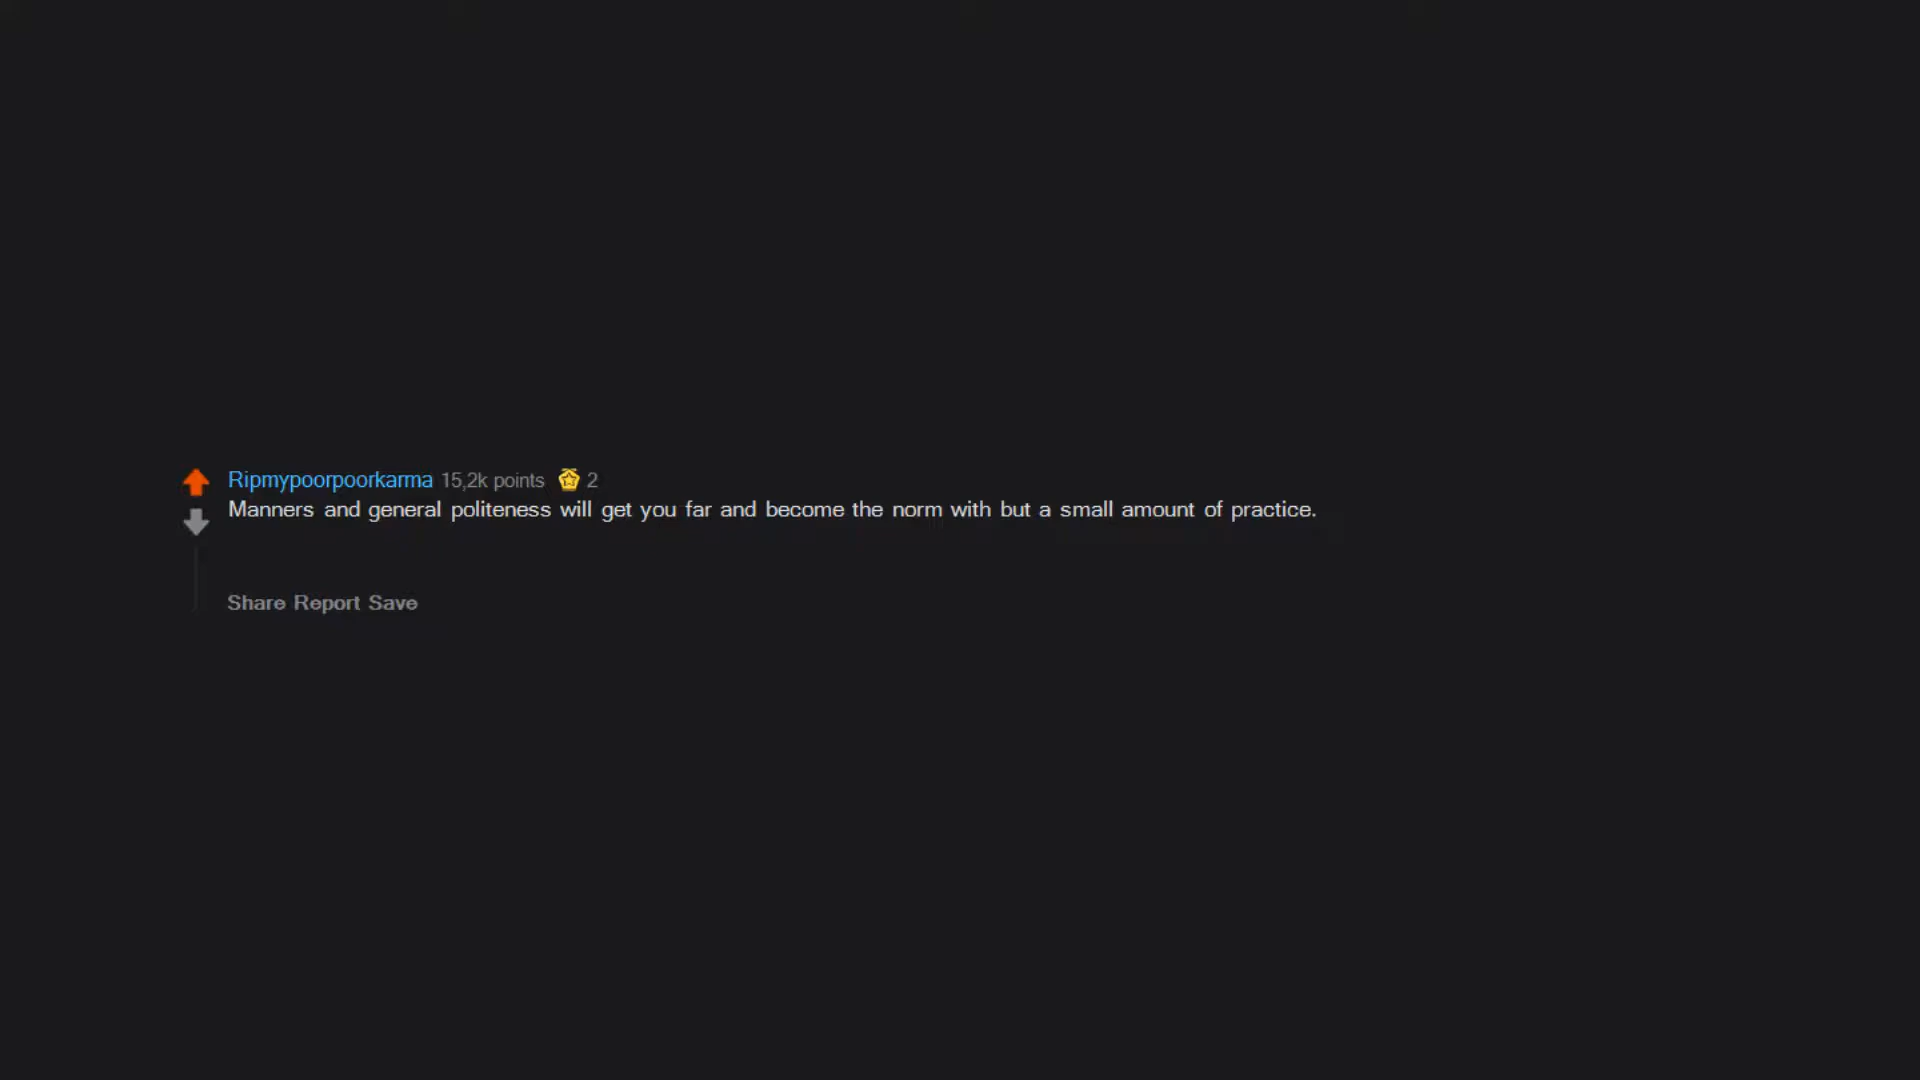 Ripmypoorpoorkarma 15,2k points 2
Manners and general politeness will get you far and become the norm with but a small amount of practice.
Share Report Save